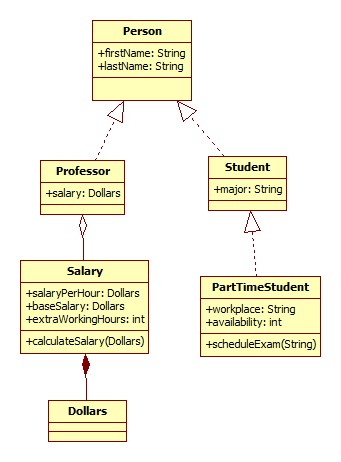 Person
+firstName: String
+lastName: String
Professor
+salary: Dollars
Student
+major: String
Salary
+salaryPerHour: Dollars
+baseSalary: Dollars
+extraWorkingHours: int
+calculateSalary(Dollars)
PartTimeStudent
+workplace: String
+availability: int
+scheduleExam(String)
Dollars